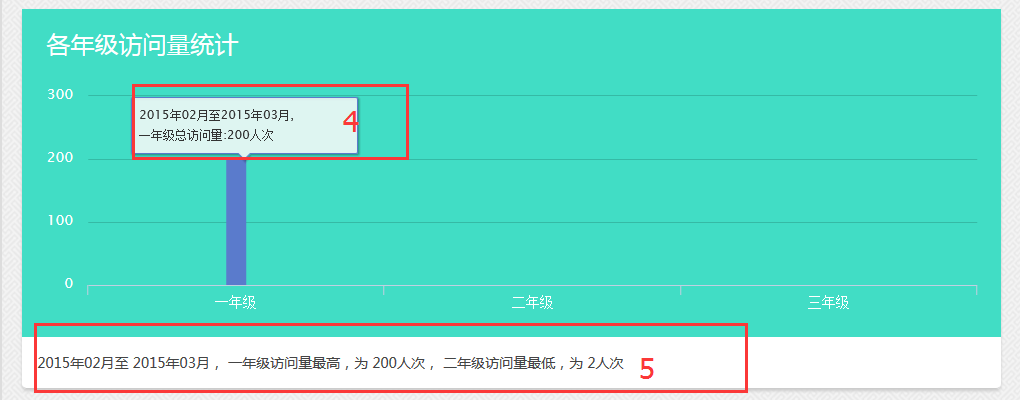 各年级访问量统计
300
2015年02月至2015年03月,
一年级总访问量:200人次
4
200
100
0
一年级
二年级
三年级
2015年02月至 2015年03月， 一年级访问量最高，为 200人次， 二年级访问量最低，为 2人次
5